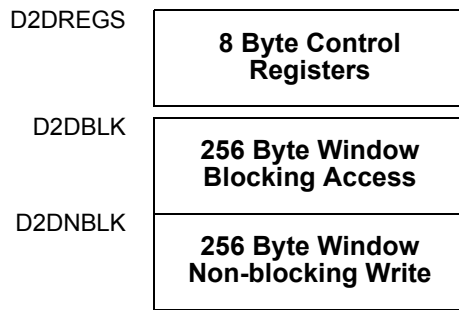 D2DREGS
8 Byte Control
Registers
D2DBLK
256 Byte Window
Blocking Access
D2DNBLK
256 Byte Window
Non-blocking Write